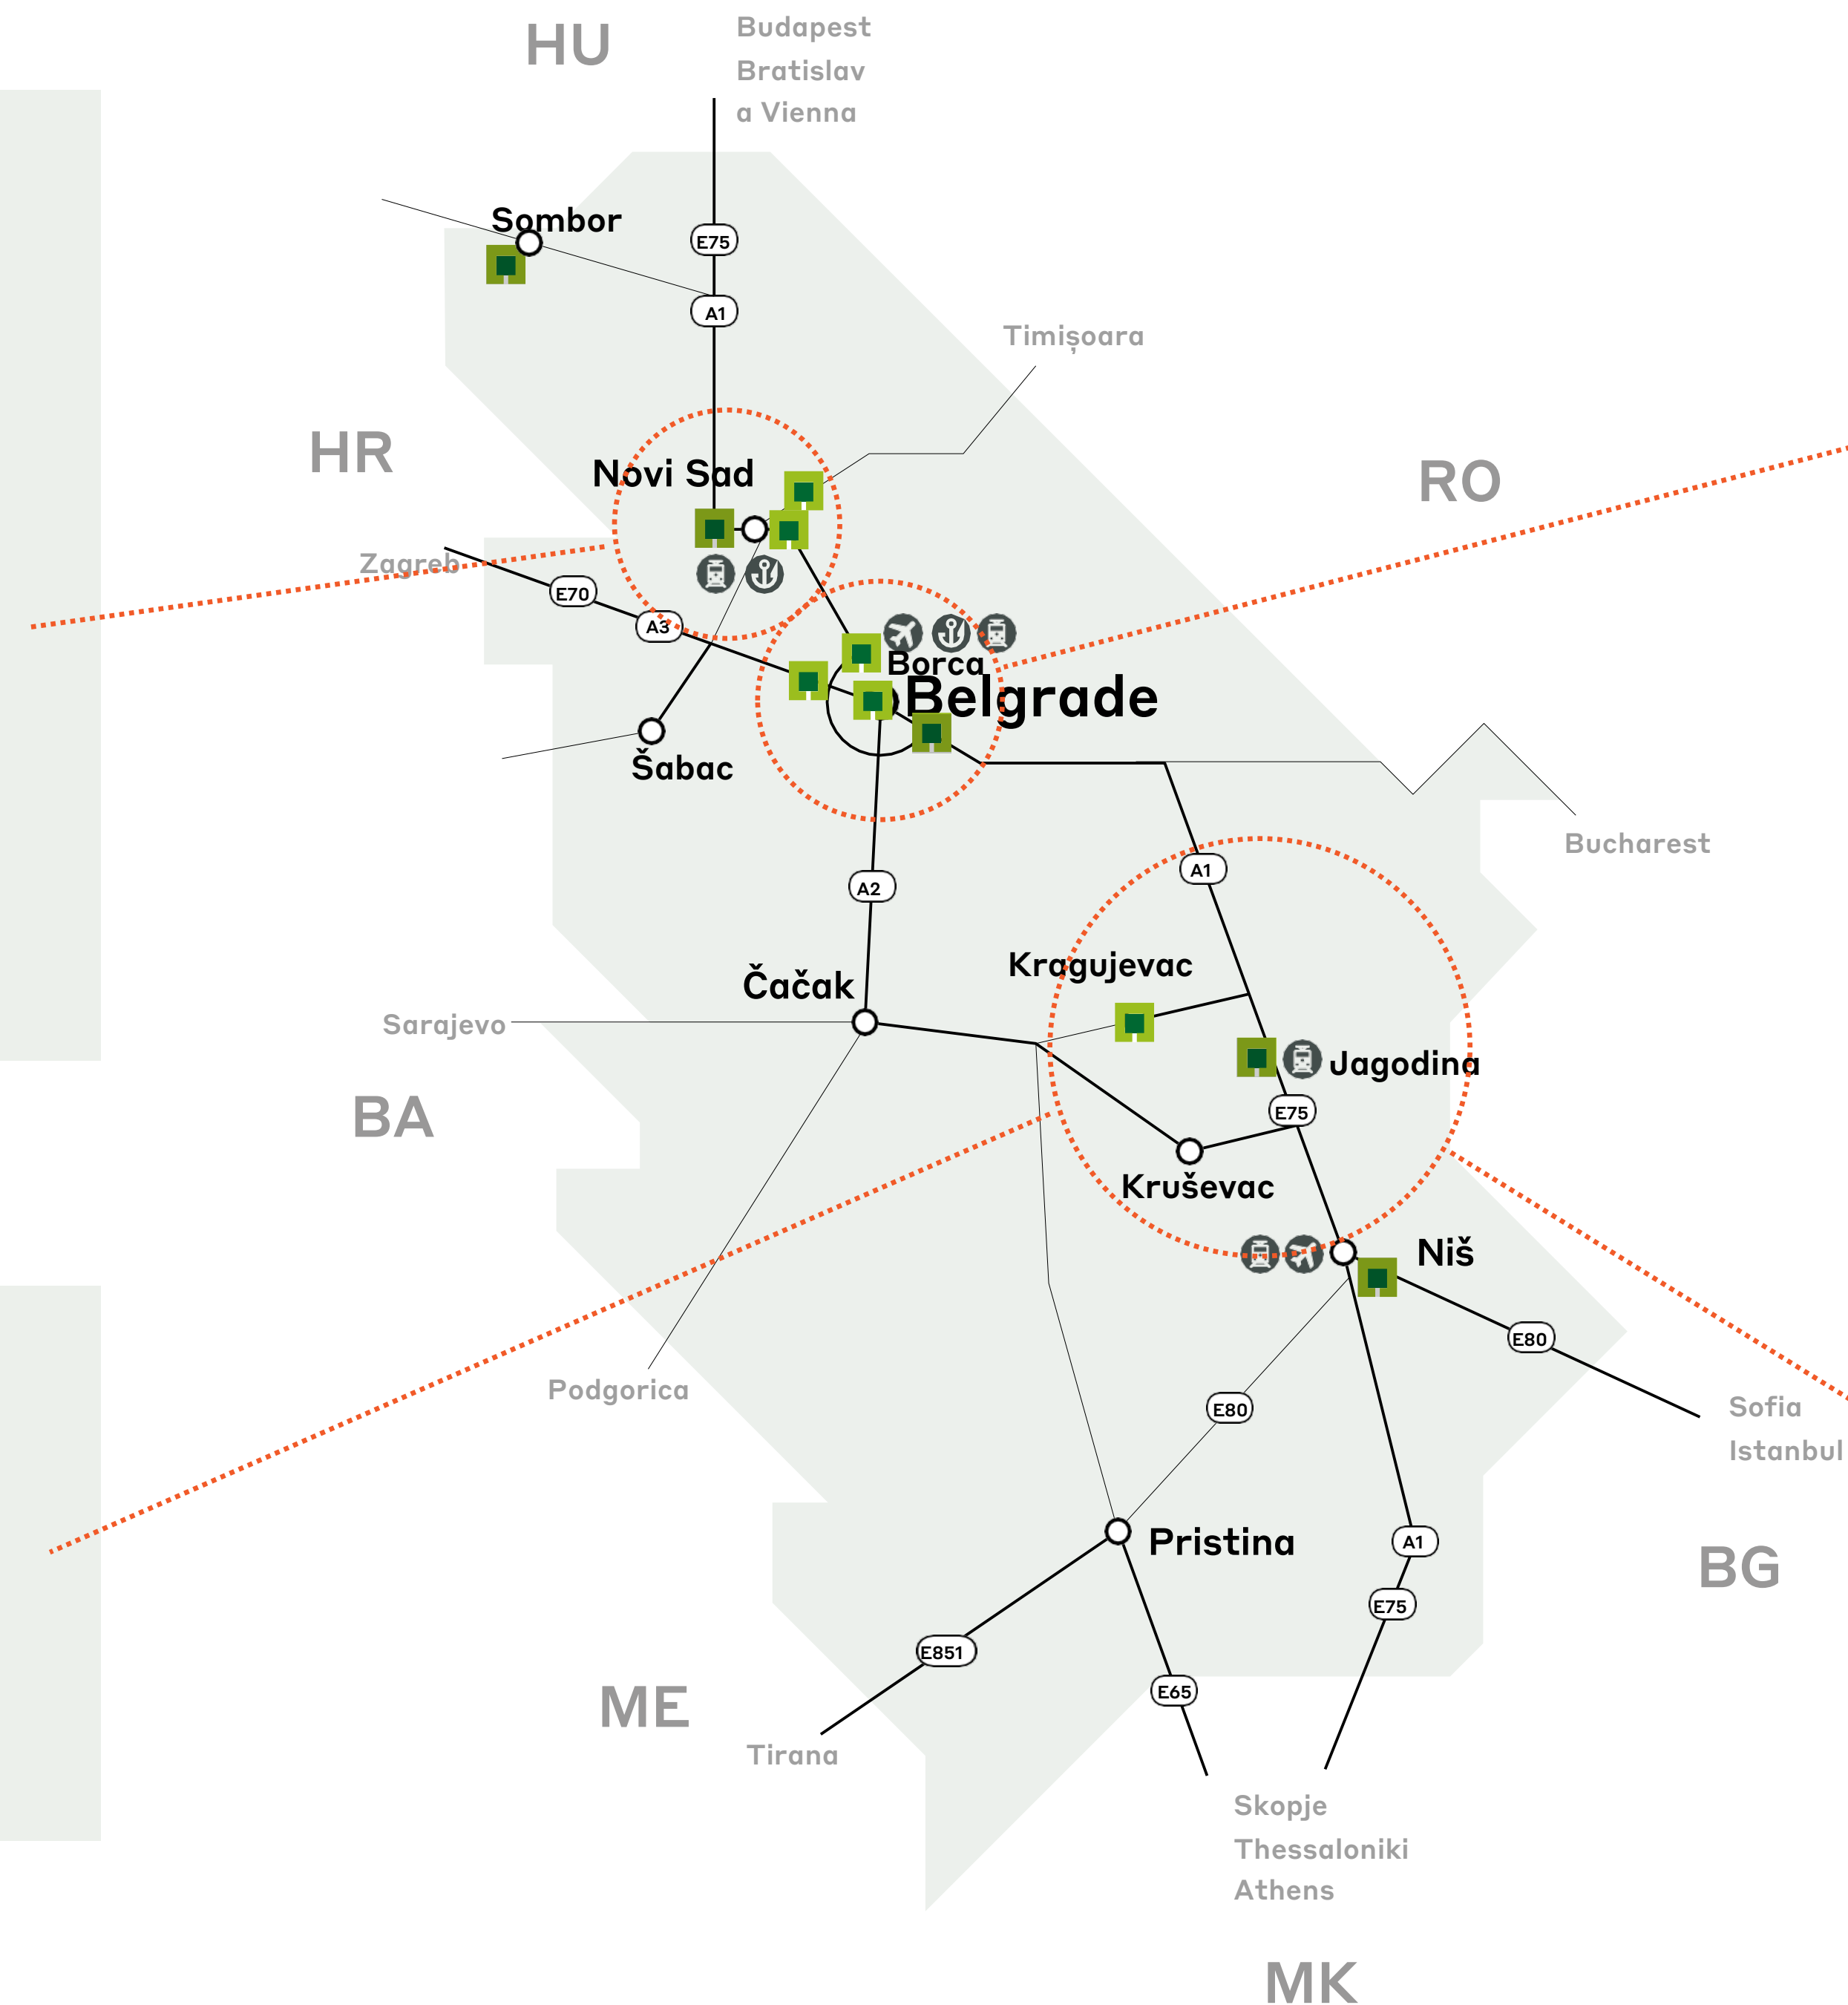 HU
Budapest
Bratislav
a Vienna
Sombor
E75
A1
Timișoara
HR
Novi Sad
RO
Zagreb
E70
A3
Borca
Belgrade
Šabac
Bucharest
A1
A2
Kragujevac
Čačak
Sarajevo
Jagodina
BA
E75
Kruševac
Niš
E80
Podgorica
E80
Sofia
Istanbul
Pristina
A1
BG
E75
E851
ME
E65
Tirana
Skopje
Thessaloniki
Athens
MK